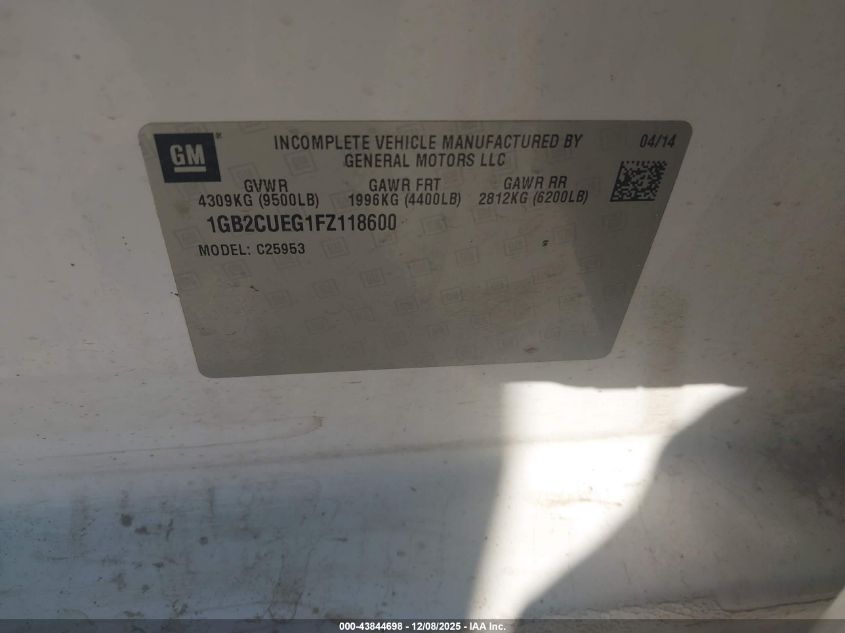 GM
INCOMPLETE VEHICLE MANUFACTURED BY
GENERAL MOTORS LLC
04/14
GVWR GAWR FRT GAWR RR
4309KG (9500LB) 1996KG (4400LB) 2812KG (6200LB)
1GB2CUEG1FZ118600
MODEL: C25953
000-43844698 - 12/08/2025 - IAA Inc.